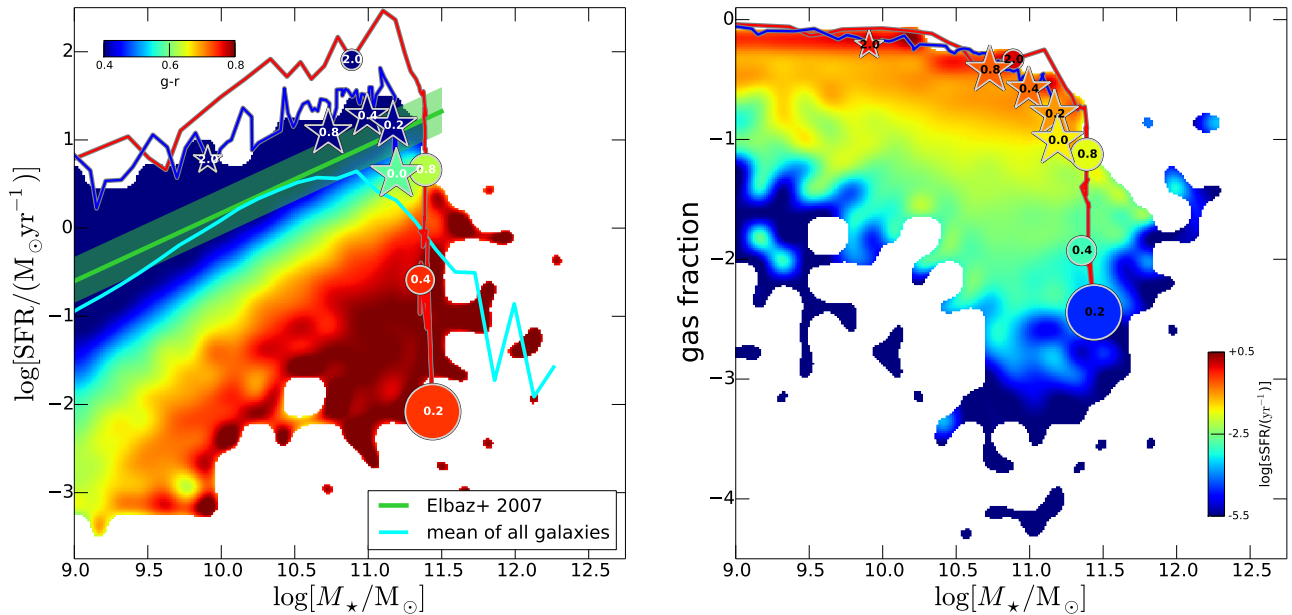 2
1
0
−1
−2
−3
log[SFR/(M⊙yr⁻¹)]
0.4 0.6 0.8
g-r
2.0
2.0
0.8
0.4
0.2
0.0
0.8
0.4
0.2
Elbaz+ 2007
mean of all galaxies
9.0 9.5 10.0 10.5 11.0 11.5 12.0 12.5
log[M⋆/M⊙]
0
−1
−2
−3
−4
gas fraction
2.0
2.0
0.8
0.4
0.2
0.0
0.8
0.4
0.2
+0.5
-2.5
-5.5
log[sSFR/(yr⁻¹)]
9.0 9.5 10.0 10.5 11.0 11.5 12.0 12.5
log[M⋆/M⊙]